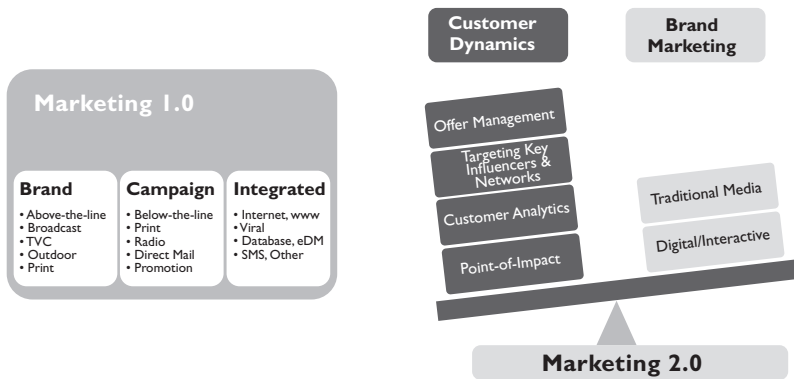 Marketing 1.0
Brand
• Above-the-line
• Broadcast
• TVC
• Outdoor
• Print
Campaign
• Below-the-line
• Print
• Radio
• Direct Mail
• Promotion
Integrated
• Internet, www
• Viral
• Database, eDM
• SMS, Other
Customer
Dynamics
Brand
Marketing
Offer Management
Targeting Key
Influencers &
Networks
Customer Analytics
Point-of-Impact
Traditional Media
Digital/Interactive
Marketing 2.0